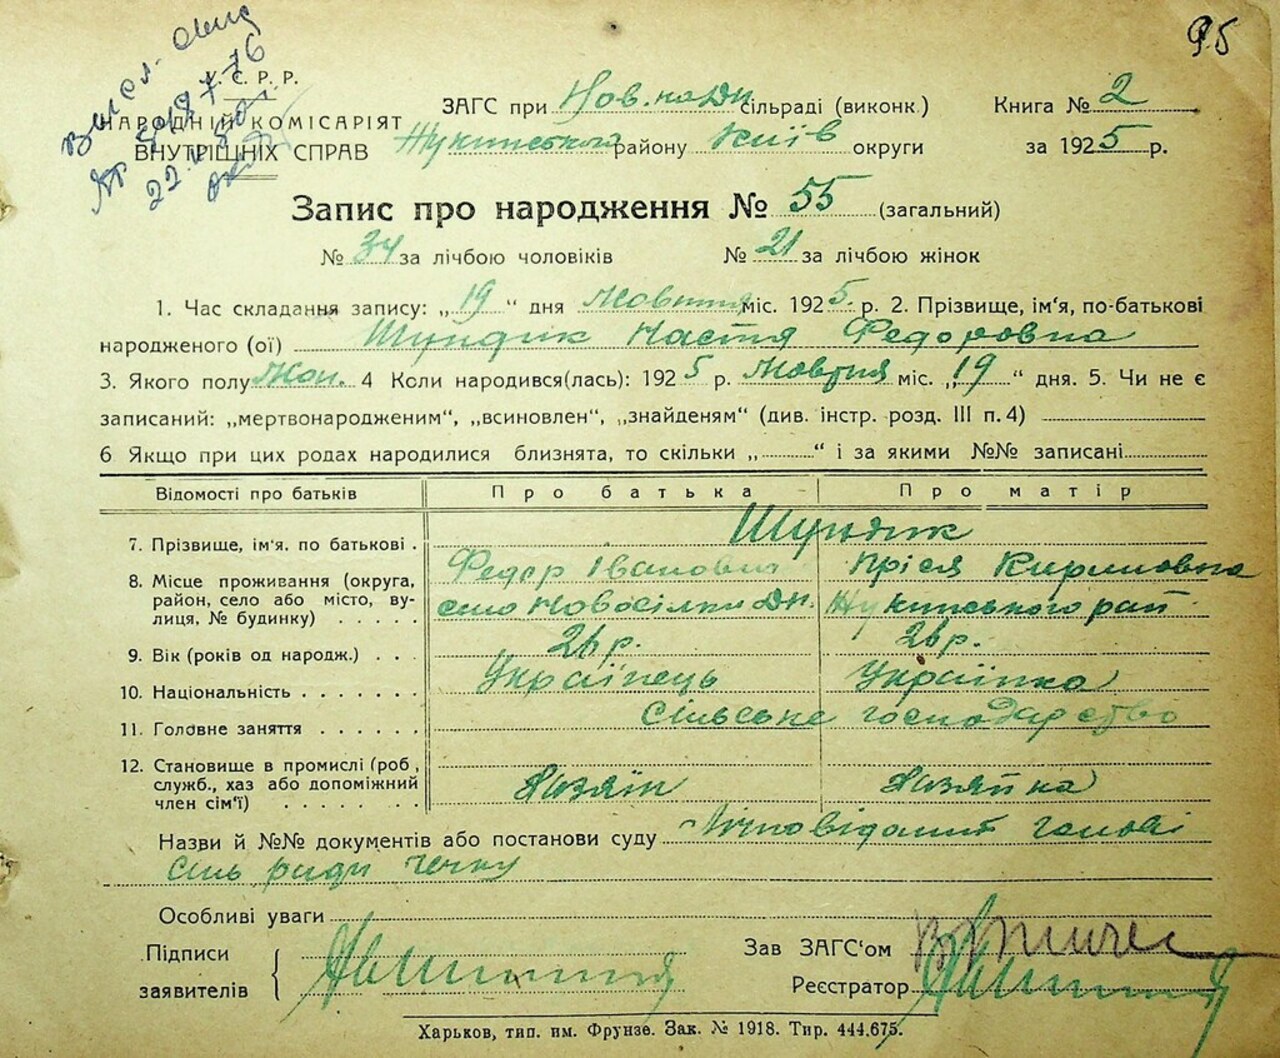 95
У. С. Р. Р.
НАРОДНІЙ КОМІСАРІЯТ
ВНУТРІШНІХ СПРАВ
ЗАГС при Нов. на Дн. сільраді (виконк.)
Книга № 2
Жукинського району Київ округи
за 1925 р.
Запис про народження № 55 (загальний)
№ 34 за лічбою чоловіків № 21 за лічбою жінок
1. Час складання запису: „19“ дня Жовтня міс. 1925 р. 2. Прізвище, ім'я, по-батькові
народженого (ої) Шундик Настя Федоровна
3. Якого полу Жон. 4 Коли народився(лась): 1925 р. Жовтня міс. „19“ дня. 5. Чи не є
записаний: „мертвонародженим“, „всиновлен“, „знайденям“ (див. інстр. розд. III п. 4)
6 Якщо при цих родах народилися близнята, то скільки „ “ і за якими №№ записані
Відомості про батьків Про батька Про матір
7. Прізвище, ім'я. по батькові . Шундик
Федор Іванович Пріся Кириловна
8. Місце проживання (округа,
район, село або місто, ву-
лиця, № будинку) . . . . .
село Новосілки Дн. Жукинського рай
9. Вік (років од народж.) . . . 26 р. 26 р.
10. Національність . . . . . . . Українець Українка
11. Головне заняття . . . . . . Сільське господарство
12. Становище в промислі (роб,
служб., хаз або допоміжний
член сім'ї) . . . . . . .
Хазяїн Хазяйка
Назви й №№ документів або постанови суду Лічновідомий голові
Сіль ради
Особливі уваги
Підписи
заявителів
Зав ЗАГС'ом
Реєстратор
Харьков, тип. им. Фрунзе. Зак. № 1918. Тир. 444.675.